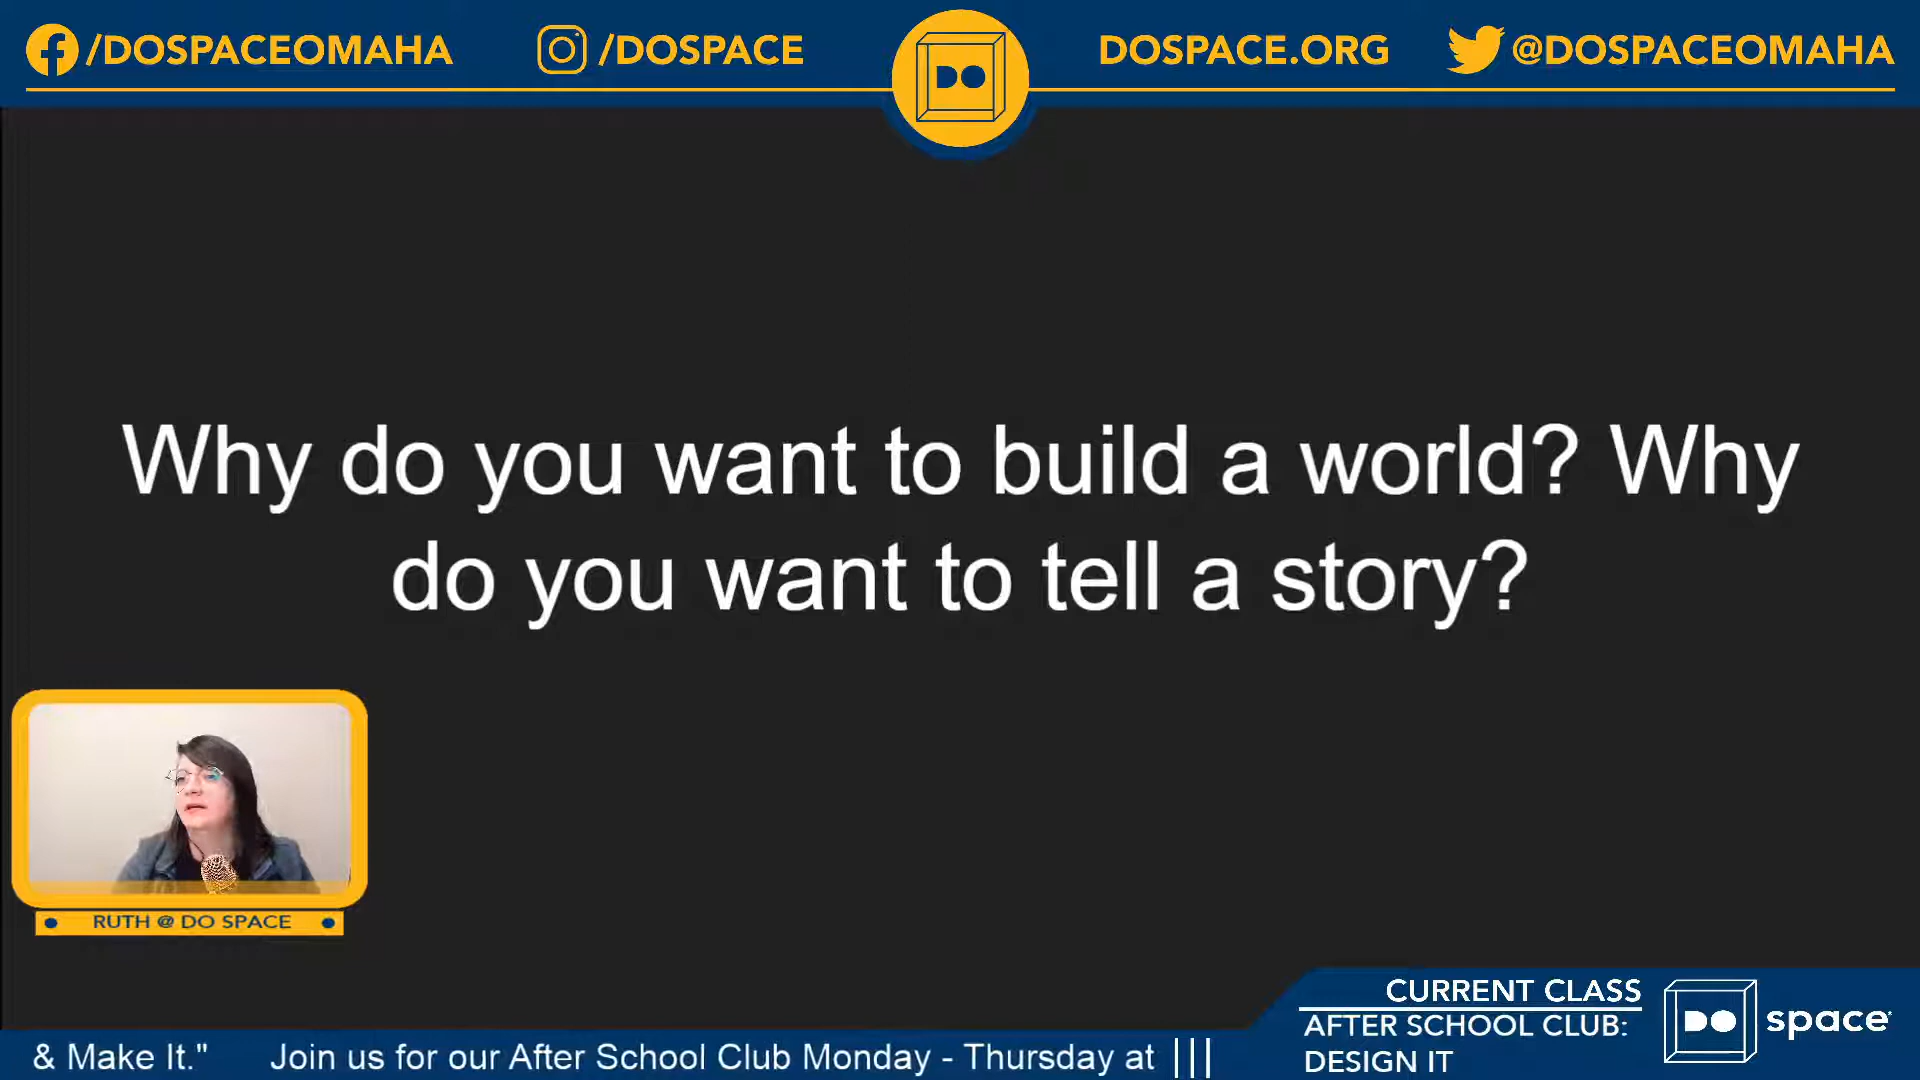 /DOSPACEOMAHA
/DOSPACE
DO
DOSPACE.ORG
@DOSPACEOMAHA
Why do you want to build a world? Why
do you want to tell a story?
RUTH @ DO SPACE
CURRENT CLASS
AFTER SCHOOL CLUB:
DESIGN IT
DO space
& Make It." Join us for our After School Club Monday - Thursday at |||